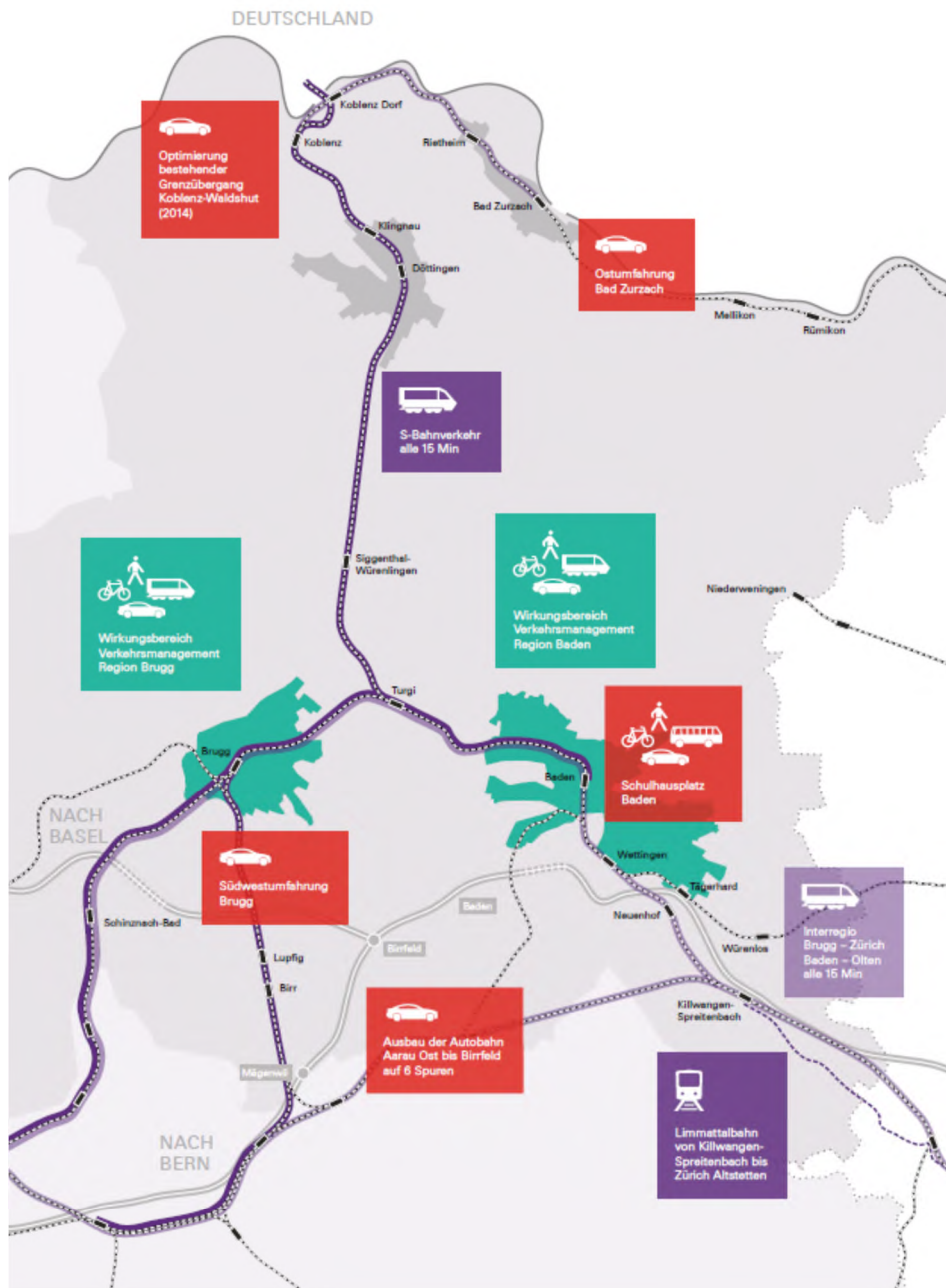 DEUTSCHLAND
Koblenz Dorf
Koblenz
Rietheim
Optimierung
bestehender
Grenzübergang
Koblenz-Waldshut
(2014)
Bad Zurzach
Klingnau
Döttingen
Ostumfahrung
Bad Zurzach
Mellikon
Rümikon
S-Bahnverkehr
alle 15 Min
Siggenthal-
Würenlingen
Wirkungsbereich
Verkehrsmanagement
Region Brugg
Wirkungsbereich
Verkehrsmanagement
Region Baden
Niederweningen
Turgi
Brugg
Baden
Schulhausplatz
Baden
NACH
BASEL
Südwestumfahrung
Brugg
Wettingen
Tägerhard
Baden
Neuenhof
Schinznach-Bad
Birrfeld
Würenlos
Interregio
Brugg – Zürich
Baden – Olten
alle 15 Min
Lupfig
Birr
Killwangen-
Spreitenbach
Ausbau der Autobahn
Aarau Ost bis Birrfeld
auf 6 Spuren
Mägenwil
Limmattalbahn
von Killwangen-
Spreitenbach bis
Zürich Altstetten
NACH
BERN